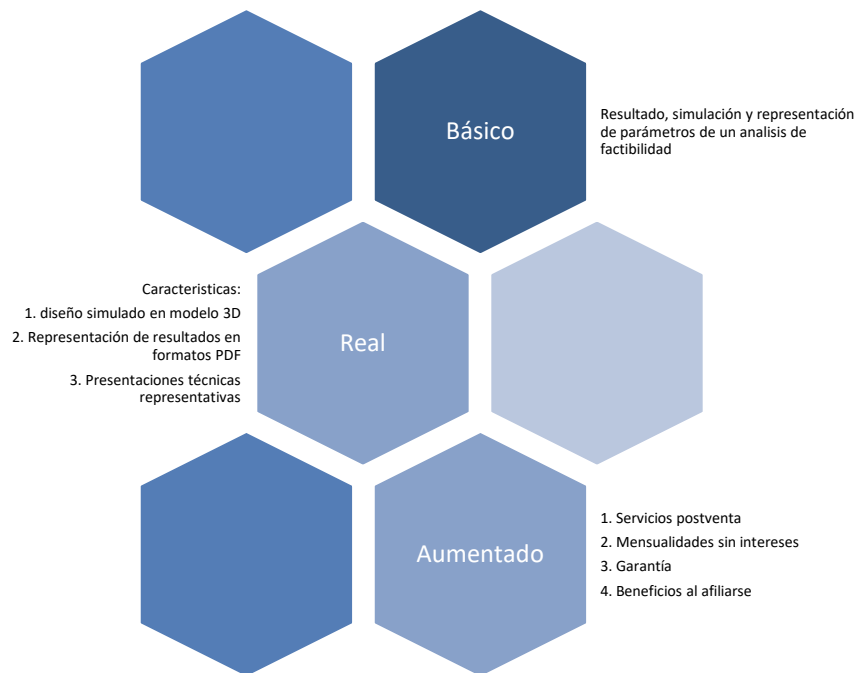 Básico
Resultado, simulación y representación
de parámetros de un analisis de
factibilidad
Caracteristicas:
1. diseño simulado en modelo 3D
2. Representación de resultados en
formatos PDF
3. Presentaciones técnicas
representativas
Real
Aumentado
1. Servicios postventa
2. Mensualidades sin intereses
3. Garantía
4. Beneficios al afiliarse